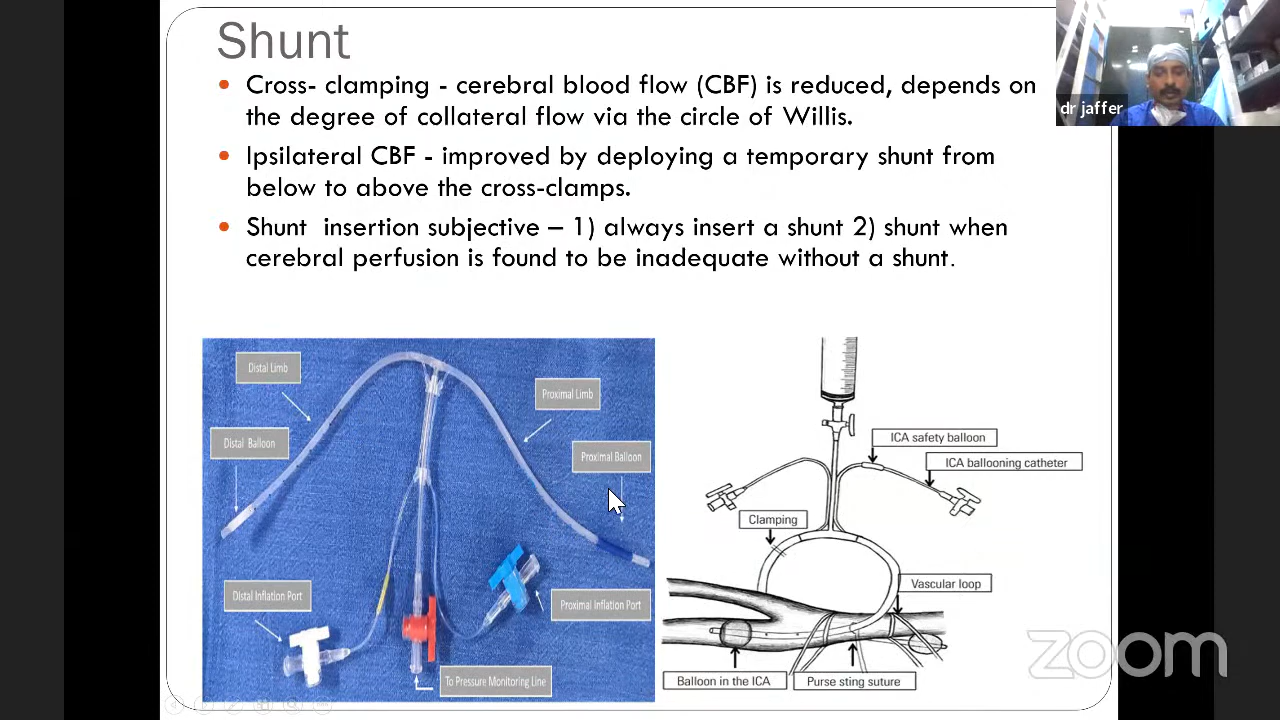 Shunt
Cross- clamping - cerebral blood flow (CBF) is reduced, depends on
the degree of collateral flow via the circle of Willis.
Ipsilateral CBF - improved by deploying a temporary shunt from
below to above the cross-clamps.
Shunt insertion subjective – 1) always insert a shunt 2) shunt when
cerebral perfusion is found to be inadequate without a shunt.
dr jaffer
Distal Limb
Proximal Limb
Distal Balloon
Proximal Balloon
Distal Inflation Port
Proximal Inflation Port
To Pressure Monitoring Line
ICA safety balloon
ICA ballooning catheter
Clamping
Vascular loop
Balloon in the ICA
Purse sting suture
zoom